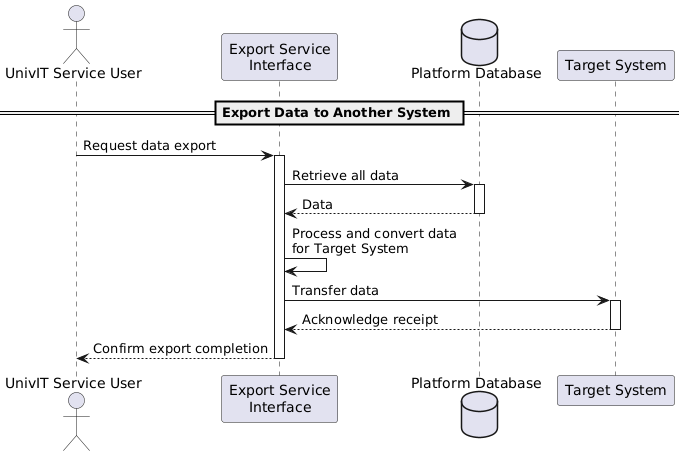 UnivIT Service User
Export Service
Interface
Platform Database
Target System
Export Data to Another System
Request data export
Retrieve all data
Data
Process and convert data
for Target System
Transfer data
Acknowledge receipt
Confirm export completion
UnivIT Service User
Export Service
Interface
Platform Database
Target System